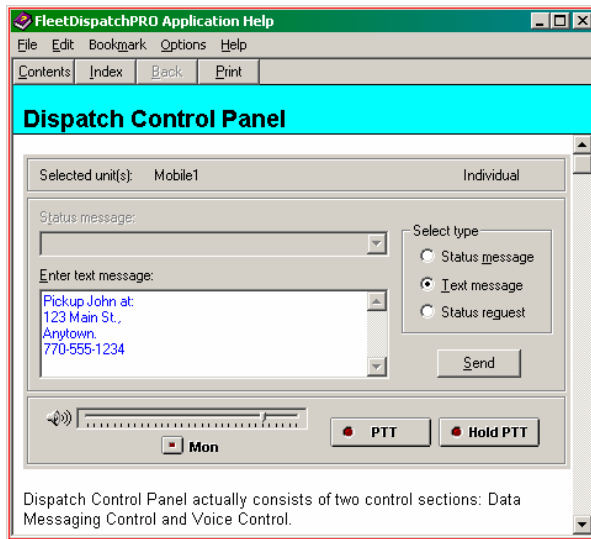 FleetDispatchPRO Application Help
File Edit Bookmark Options Help
Contents Index Back Print
Dispatch Control Panel
Selected unit(s): Mobile1 Individual
Status message:
Select type
Status message
Enter text message:
Text message
Pickup John at:
123 Main St.,
Anytown.
770-555-1234
Status reguest
Send
Mon
PTT
Hold PTT
Dispatch Control Panel actually consists of two control sections: Data
Messaging Control and Voice Control.